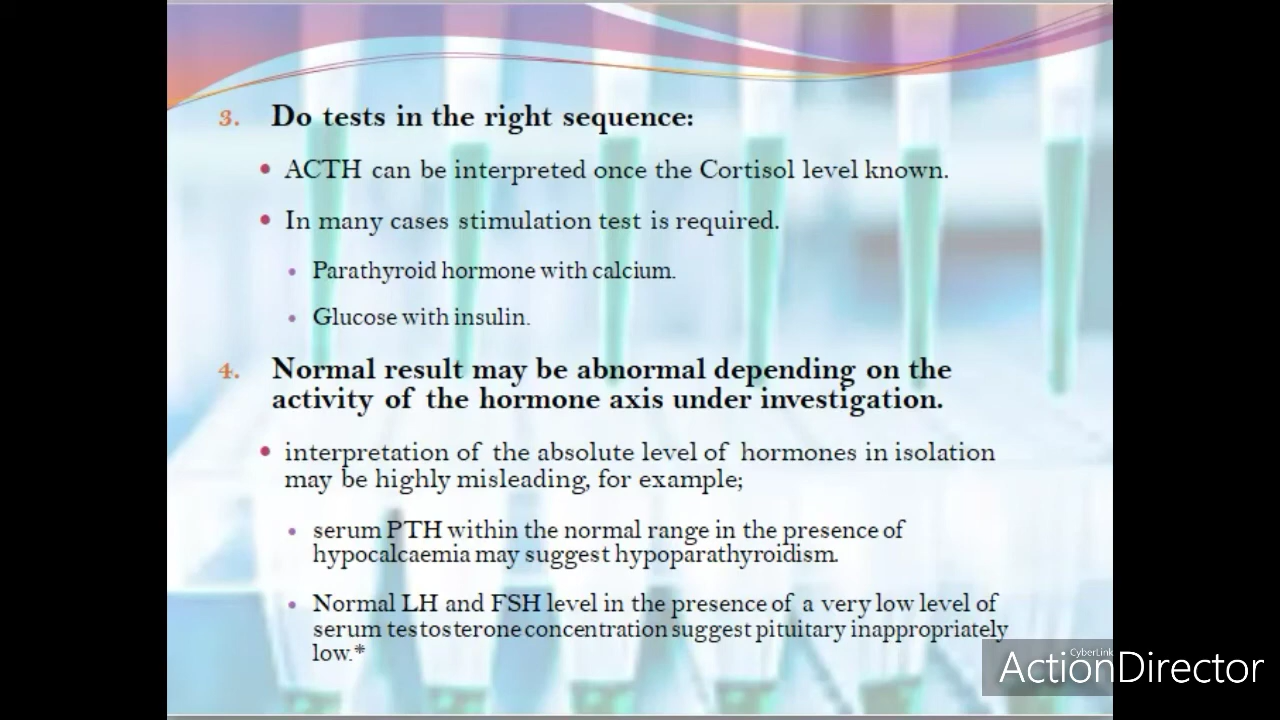 3. Do tests in the right sequence:
• ACTH can be interpreted once the Cortisol level known.
• In many cases stimulation test is required.
• Parathyroid hormone with calcium.
• Glucose with insulin.
4. Normal result may be abnormal depending on the
activity of the hormone axis under investigation.
• interpretation of the absolute level of hormones in isolation
may be highly misleading, for example;
• serum PTH within the normal range in the presence of
hypocalcaemia may suggest hypoparathyroidism.
• Normal LH and FSH level in the presence of a very low level of
serum testosterone concentration suggest pituitary inappropriately
low.*
CyberLink
ActionDirector